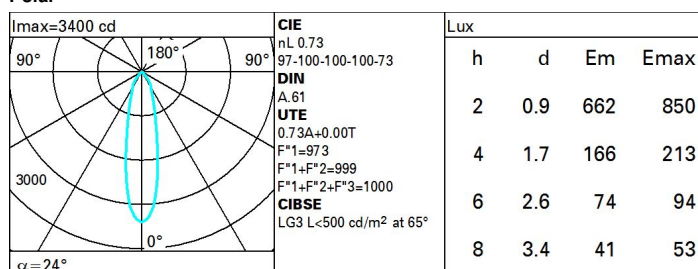 Imax=3400 cd
90° 180° 90°
3000
0°
α=24°
CIE
nL 0.73
97-100-100-100-73
DIN
A.61
UTE
0.73A+0.00T
F"1=973
F"1+F"2=999
F"1+F"2+F"3=1000
CIBSE
LG3 L<500 cd/m² at 65°
Lux
h d Em Emax
2 0.9 662 850
4 1.7 166 213
6 2.6 74 94
8 3.4 41 53